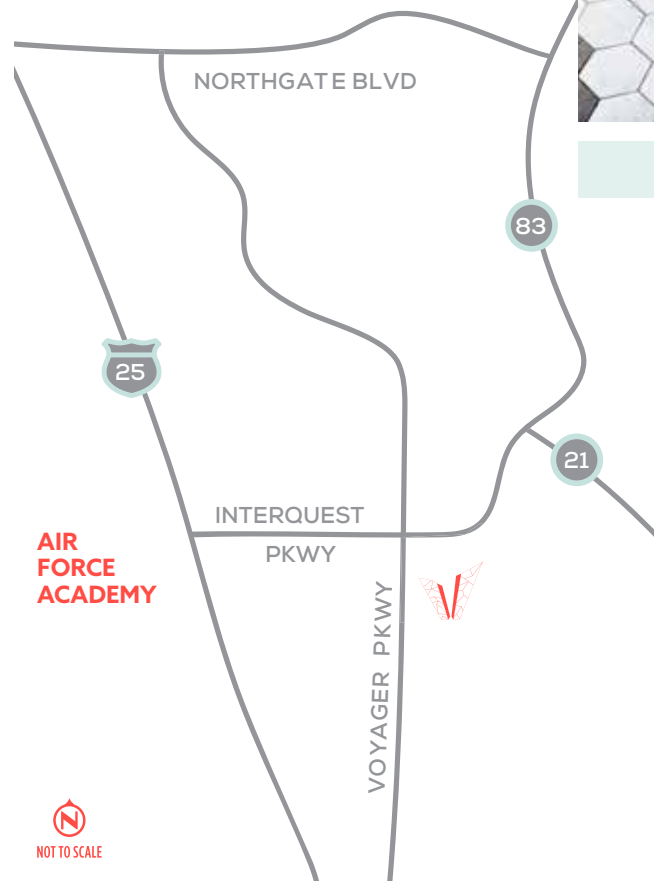 NORTHGATE BLVD
83
25
21
INTERQUEST
PKWY
AIR
FORCE
ACADEMY
VOYAGER PKWY
N
NOT TO SCALE